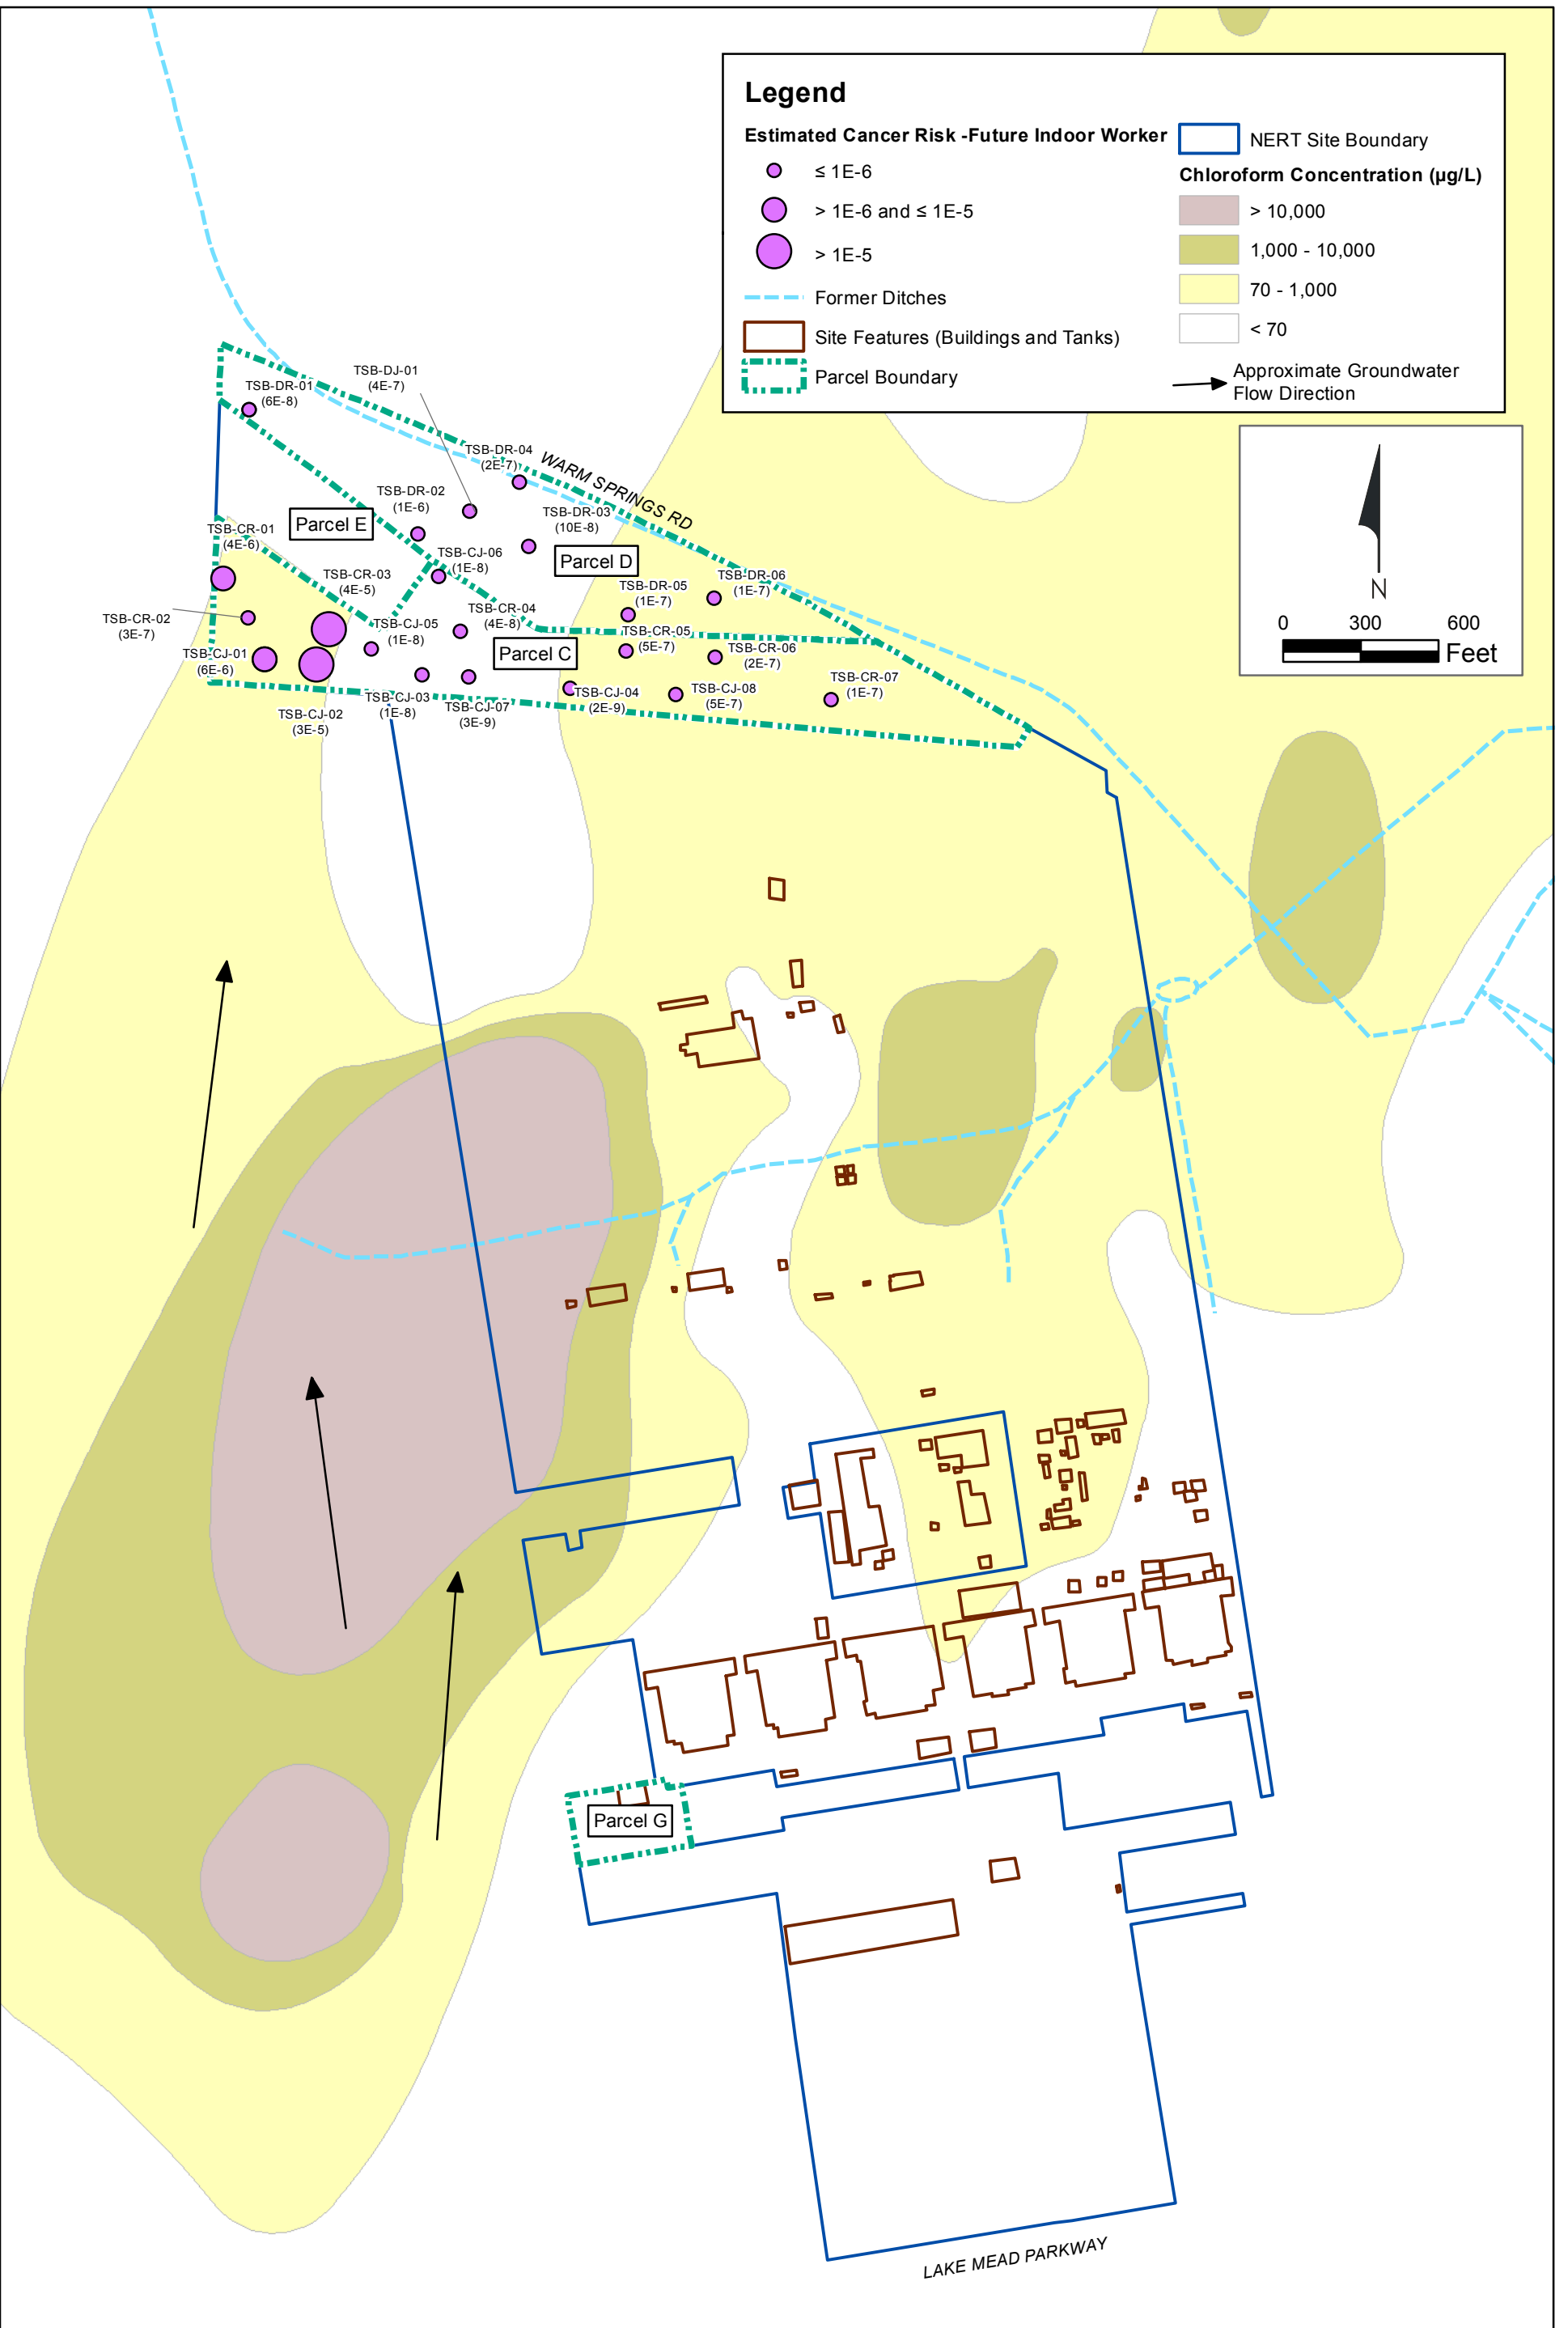 Legend
Estimated Cancer Risk -Future Indoor Worker
≤ 1E-6
> 1E-6 and ≤ 1E-5
> 1E-5
Former Ditches
Site Features (Buildings and Tanks)
Parcel Boundary
NERT Site Boundary
Chloroform Concentration (µg/L)
> 10,000
1,000 - 10,000
70 - 1,000
< 70
Approximate Groundwater
Flow Direction
N
0 300 600
Feet
TSB-DJ-01
(4E-7)
TSB-DR-01
(6E-8)
TSB-DR-04
(2E-7)
WARM SPRINGS RD
TSB-DR-02
(1E-6)
Parcel E
TSB-DR-03
(10E-8)
TSB-CR-01
(4E-6)
TSB-CJ-06
(1E-8)
Parcel D
TSB-CR-03
(4E-5)
TSB-DR-05
(1E-7)
TSB-DR-06
(1E-7)
TSB-CR-02
(3E-7)
TSB-CR-04
(4E-8)
TSB-CJ-05
(1E-8)
TSB-CR-05
(5E-7)
TSB-CJ-01
(6E-6)
Parcel C
TSB-CR-06
(2E-7)
TSB-CR-07
(1E-7)
TSB-CJ-03
(1E-8)
TSB-CJ-04
(2E-9)
TSB-CJ-08
(5E-7)
TSB-CJ-02
(3E-5)
TSB-CJ-07
(3E-9)
Parcel G
LAKE MEAD PARKWAY